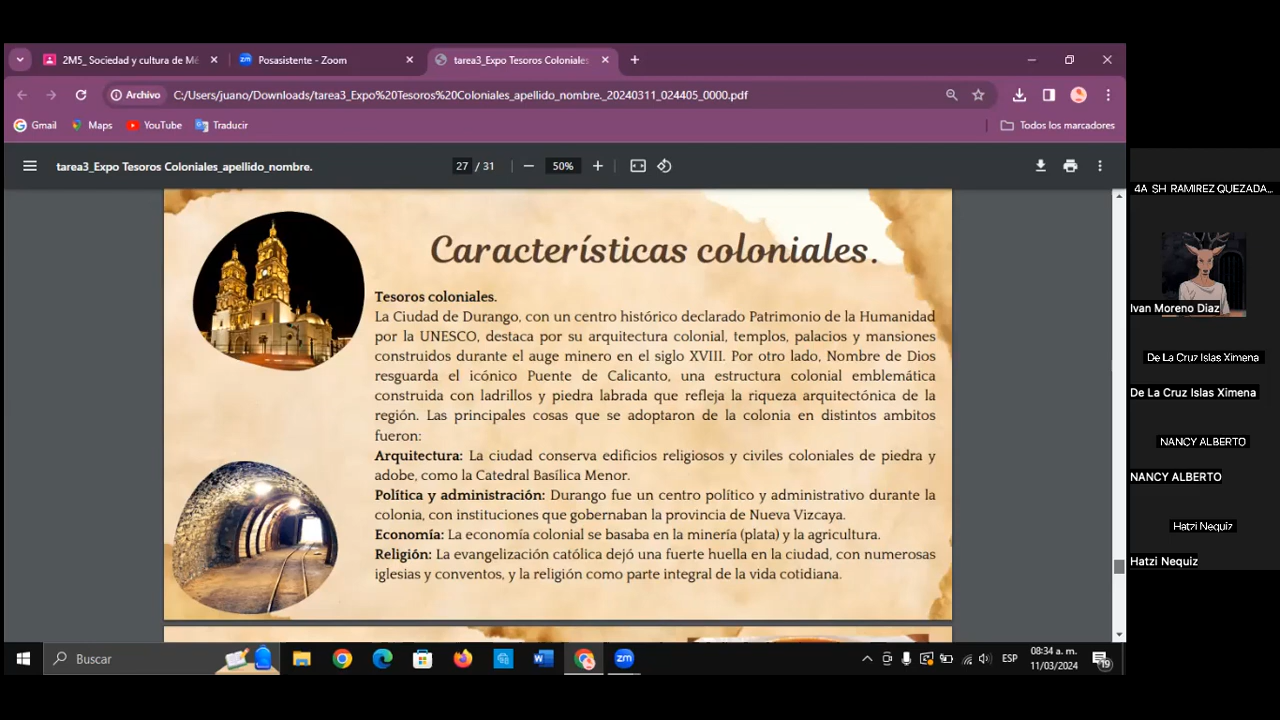 2M5_ Sociedad y cultura de Mé
Posasistente - Zoom
tarea3_Expo Tesoros Coloniales
Archivo
C:/Users/juano/Downloads/tarea3_Expo%20Tesoros%20Coloniales_apellido_nombre._20240311_024405_0000.pdf
Gmail
Maps
YouTube
Traducir
Todos los marcadores
tarea3_Expo Tesoros Coloniales_apellido_nombre.
27 / 31
50%
Características coloniales.
Tesoros coloniales.
La Ciudad de Durango, con un centro histórico declarado Patrimonio de la Humanidad
por la UNESCO, destaca por su arquitectura colonial, templos, palacios y mansiones
construidos durante el auge minero en el siglo XVIII. Por otro lado, Nombre de Dios
resguarda el icónico Puente de Calicanto, una estructura colonial emblemática
construida con ladrillos y piedra labrada que refleja la riqueza arquitectónica de la
región. Las principales cosas que se adoptaron de la colonia en distintos ambitos
fueron:
Arquitectura: La ciudad conserva edificios religiosos y civiles coloniales de piedra y
adobe, como la Catedral Basílica Menor.
Política y administración: Durango fue un centro político y administrativo durante la
colonia, con instituciones que gobernaban la provincia de Nueva Vizcaya.
Economía: La economía colonial se basaba en la minería (plata) y la agricultura.
Religión: La evangelización católica dejó una fuerte huella en la ciudad, con numerosas
iglesias y conventos, y la religión como parte integral de la vida cotidiana.
4A SH RAMIREZ QUEZADA...
Ivan Moreno Diaz
De La Cruz Islas Ximena
De La Cruz Islas Ximena
NANCY ALBERTO
NANCY ALBERTO
Hatzi Nequiz
Hatzi Nequiz
Buscar
ESP
08:34 a. m.
11/03/2024
19